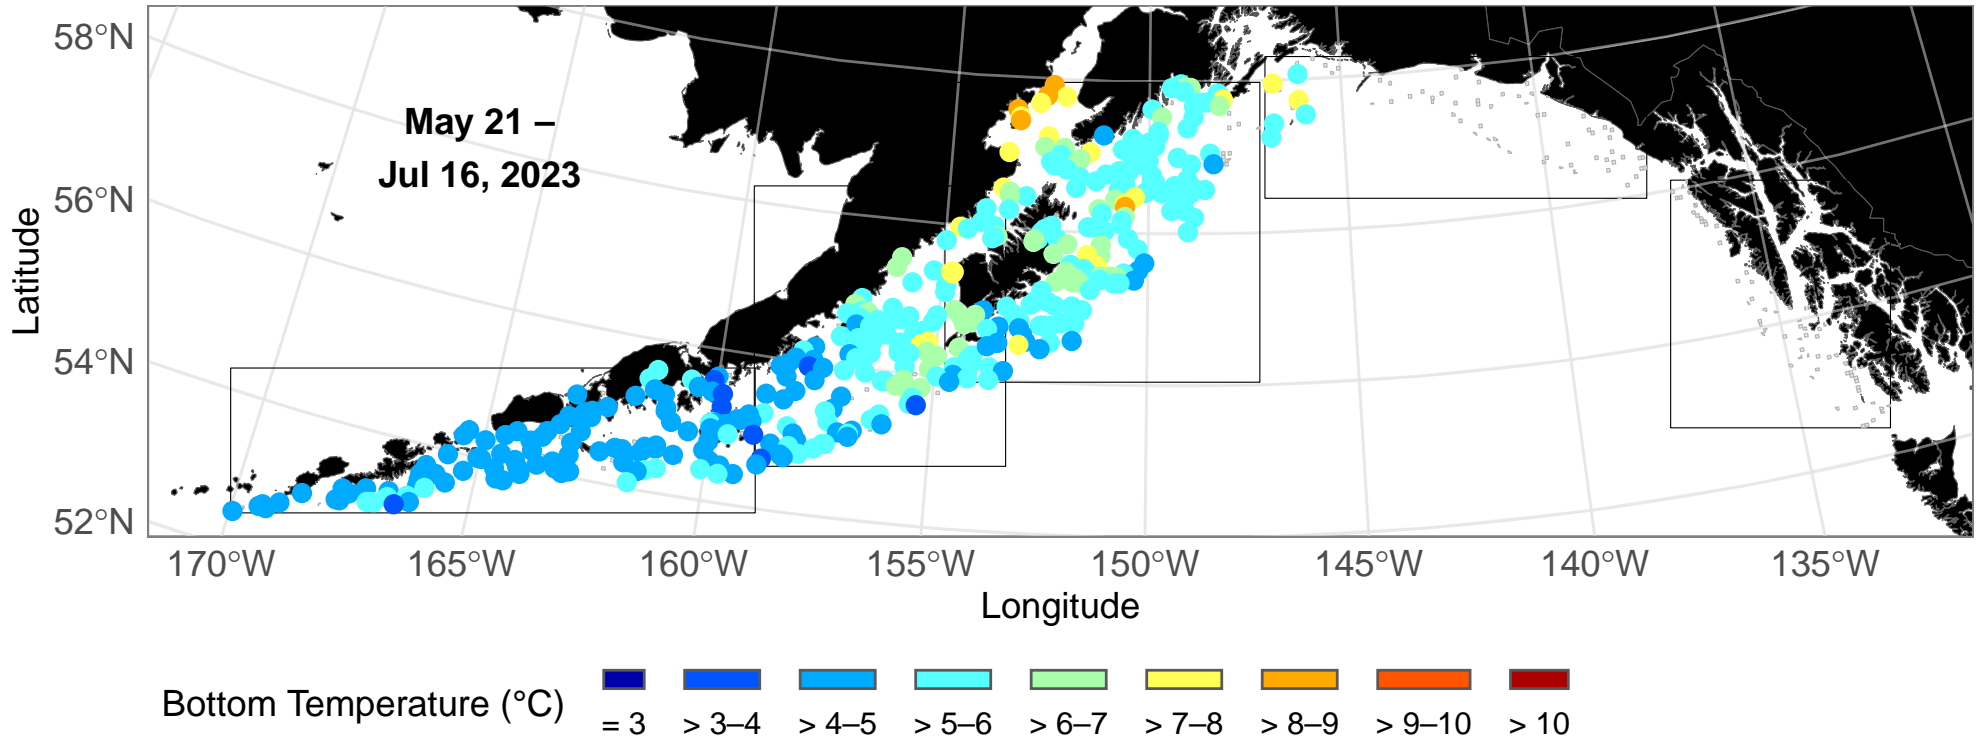 58°N
56°N
54°N
52°N
Latitude
May 21 –
Jul 16, 2023
170°W 165°W 160°W 155°W 150°W 145°W 140°W 135°W
Longitude
Bottom Temperature (°C)
= 3 > 3–4 > 4–5 > 5–6 > 6–7 > 7–8 > 8–9 > 9–10 > 10